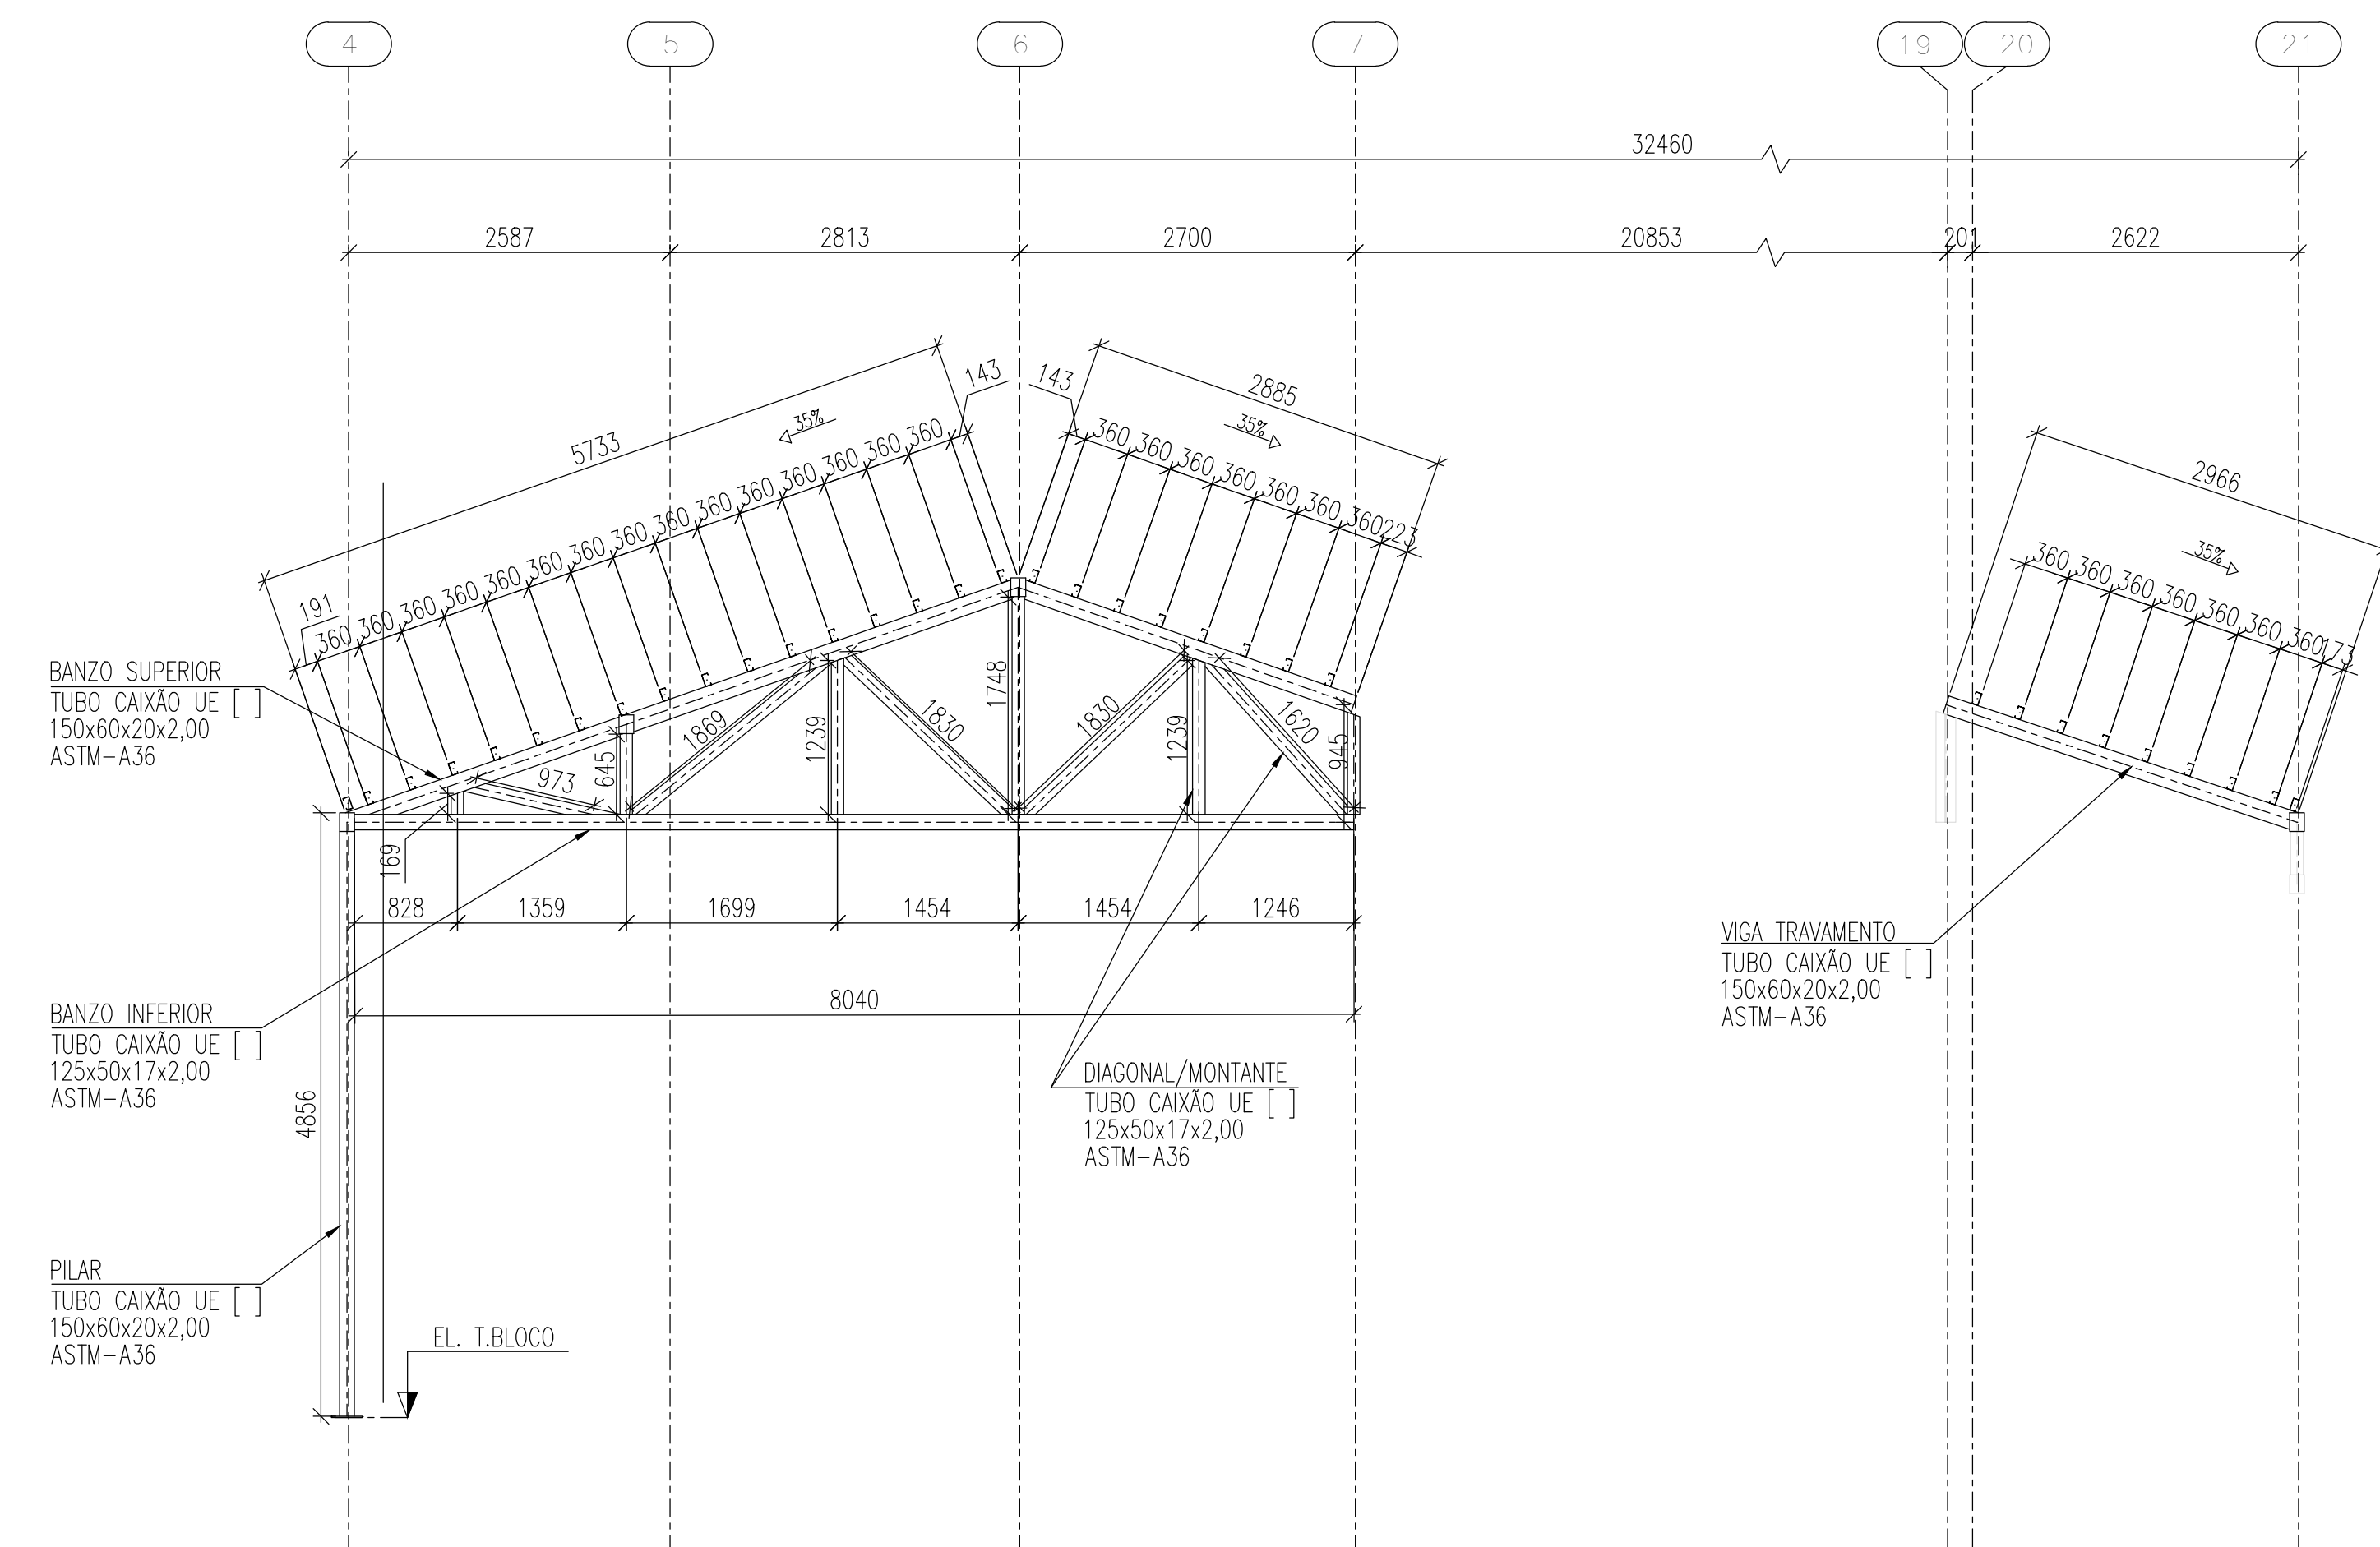 4
5
6
7
19
20
21
32460
2587
2813
2700
20853
201
2622
5733
35%
143
143
2885
35%
191
360 360 360 360 360 360 360 360 360 360 360 360 360 360 360
360 360 360 360 360 360 360 223
2966
35%
360 360 360 360 360 360 360 173
BANZO SUPERIOR
TUBO CAIXÃO UE [ ]
150x60x20x2,00
ASTM-A36
973
645
1869
1239
1830
1748
1830
1239
1620
945
169
828
1359
1699
1454
1454
1246
8040
BANZO INFERIOR
TUBO CAIXÃO UE [ ]
125x50x17x2,00
ASTM-A36
4856
DIAGONAL/MONTANTE
TUBO CAIXÃO UE [ ]
125x50x17x2,00
ASTM-A36
VIGA TRAVAMENTO
TUBO CAIXÃO UE [ ]
150x60x20x2,00
ASTM-A36
PILAR
TUBO CAIXÃO UE [ ]
150x60x20x2,00
ASTM-A36
EL. T.BLOCO